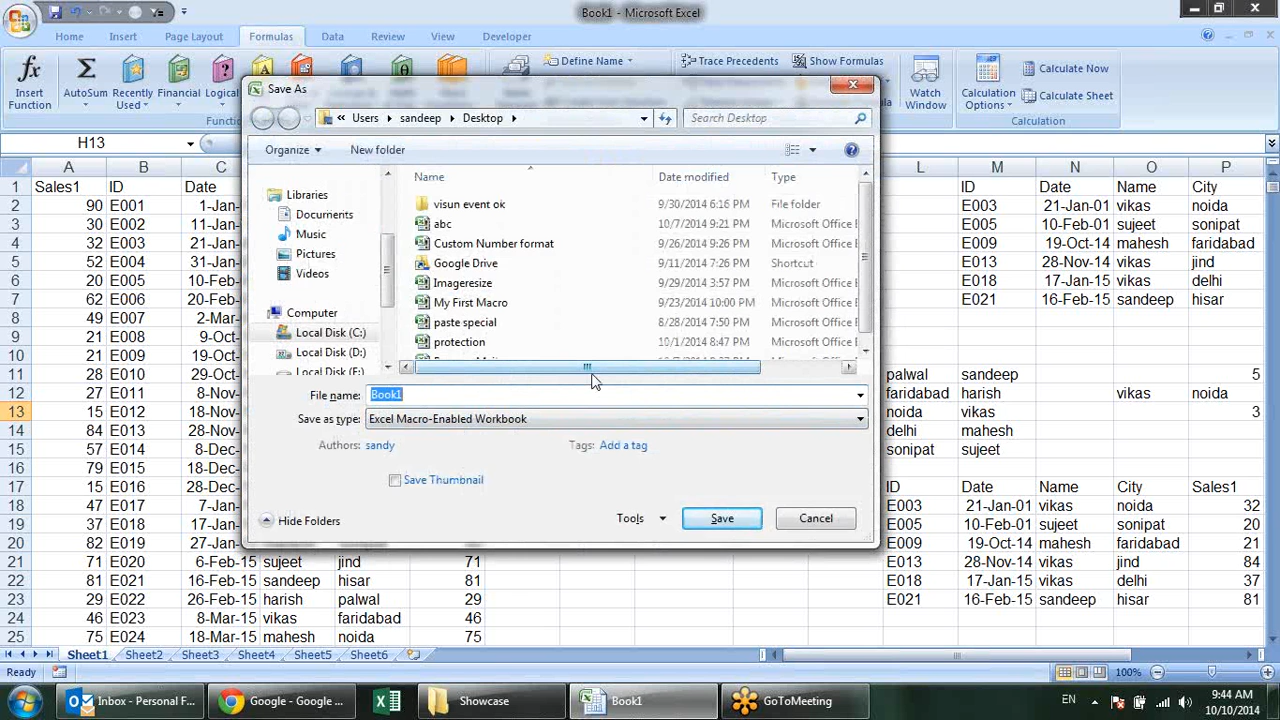 Book1 - Microsoft Excel
Home Insert Page Layout Formulas Data Review View Developer
Insert Function AutoSum Recently Used Financial Logical Define Name Trace Precedents Show Formulas Watch Window Calculation Options Calculate Now Calculate Sheet
Calculation
H13
Save As
Users sandeep Desktop Search Desktop
Organize New folder
Libraries
Documents
Music
Pictures
Videos
Computer
Local Disk (C:)
Local Disk (D:)
Local Disk (E:)
Name Date modified Type
visun event ok 9/30/2014 6:16 PM File folder
abc 10/7/2014 9:21 PM Microsoft Office
Custom Number format 9/26/2014 9:26 PM Microsoft Office
Google Drive 9/11/2014 7:26 PM Shortcut
Imageresize 9/29/2014 3:57 PM Microsoft Office
My First Macro 9/23/2014 10:00 PM Microsoft Office
paste special 8/28/2014 7:50 PM Microsoft Office
protection 10/1/2014 8:47 PM Microsoft Office
File name: Book1
Save as type: Excel Macro-Enabled Workbook
Authors: sandy Tags: Add a tag
Save Thumbnail
Hide Folders Tools Save Cancel
A B C L M N O P
1 Sales1 ID Date ID Date Name City
2 90 E001 1-Jan- E003 21-Jan-01 vikas noida
3 30 E002 11-Jan- E005 10-Feb-01 sujeet sonipat
4 32 E003 21-Jan- E009 19-Oct-14 mahesh faridabad
5 52 E004 31-Jan- E013 28-Nov-14 vikas jind
6 20 E005 10-Feb- E018 17-Jan-15 vikas delhi
7 62 E006 20-Feb- E021 16-Feb-15 sandeep hisar
8 49 E007 2-Mar-
9 21 E008 9-Oct-
10 21 E009 19-Oct-
11 28 E010 29-Oct- palwal sandeep 5
12 21 E011 8-Nov- faridabad harish vikas noida
13 15 E012 18-Nov- noida vikas 3
14 84 E013 28-Nov- delhi mahesh
15 57 E014 8-Dec- sonipat sujeet
16 79 E015 18-Dec-
17 15 E016 28-Dec- ID Date Name City Sales1
18 47 E017 7-Jan- E003 21-Jan-01 vikas noida 32
19 37 E018 17-Jan- E005 10-Feb-01 sujeet sonipat 20
20 82 E019 27-Jan- E009 19-Oct-14 mahesh faridabad 21
21 71 E020 6-Feb-15 sujeet jind 71 E013 28-Nov-14 vikas jind 84
22 81 E021 16-Feb-15 sandeep hisar 81 E018 17-Jan-15 vikas delhi 37
23 29 E022 26-Feb-15 harish palwal 29 E021 16-Feb-15 sandeep hisar 81
24 46 E023 8-Mar-15 vikas faridabad 46
25 75 E024 18-Mar-15 mahesh noida 75
Sheet1 Sheet2 Sheet3 Sheet4 Sheet5 Sheet6
Ready 100%
Inbox - Personal F... Google - Google ... Showcase Book1 GoToMeeting EN 9:44 AM
10/10/2014